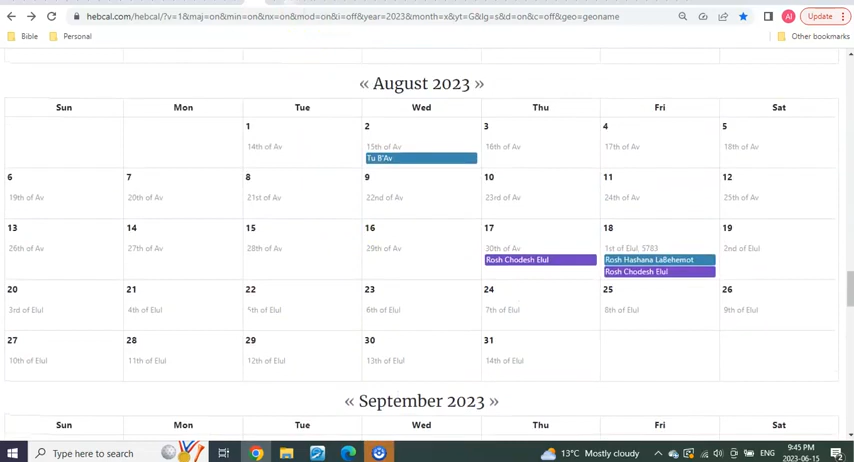 hebcal.com/hebcal/?v=1&maj=on&min=on&nx=on&mod=on&i=off&year=2023&month=x&yt=G&lg=s&d=on&c=off&geo=geoname
AI
Update
Bible Personal Other bookmarks
« August 2023 »
Sun Mon Tue Wed Thu Fri Sat
1 2 3 4 5
14th of Av 15th of Av 16th of Av 17th of Av 18th of Av
Tu B'Av
6 7 8 9 10 11 12
19th of Av 20th of Av 21st of Av 22nd of Av 23rd of Av 24th of Av 25th of Av
13 14 15 16 17 18 19
26th of Av 27th of Av 28th of Av 29th of Av 30th of Av 1st of Elul, 5783 2nd of Elul
Rosh Chodesh Elul Rosh Hashana LaBehemot
Rosh Chodesh Elul
20 21 22 23 24 25 26
3rd of Elul 4th of Elul 5th of Elul 6th of Elul 7th of Elul 8th of Elul 9th of Elul
27 28 29 30 31
10th of Elul 11th of Elul 12th of Elul 13th of Elul 14th of Elul
« September 2023 »
Sun Mon Tue Wed Thu Fri Sat
Type here to search 13°C Mostly cloudy ENG 9:45 PM
2023-06-15
2